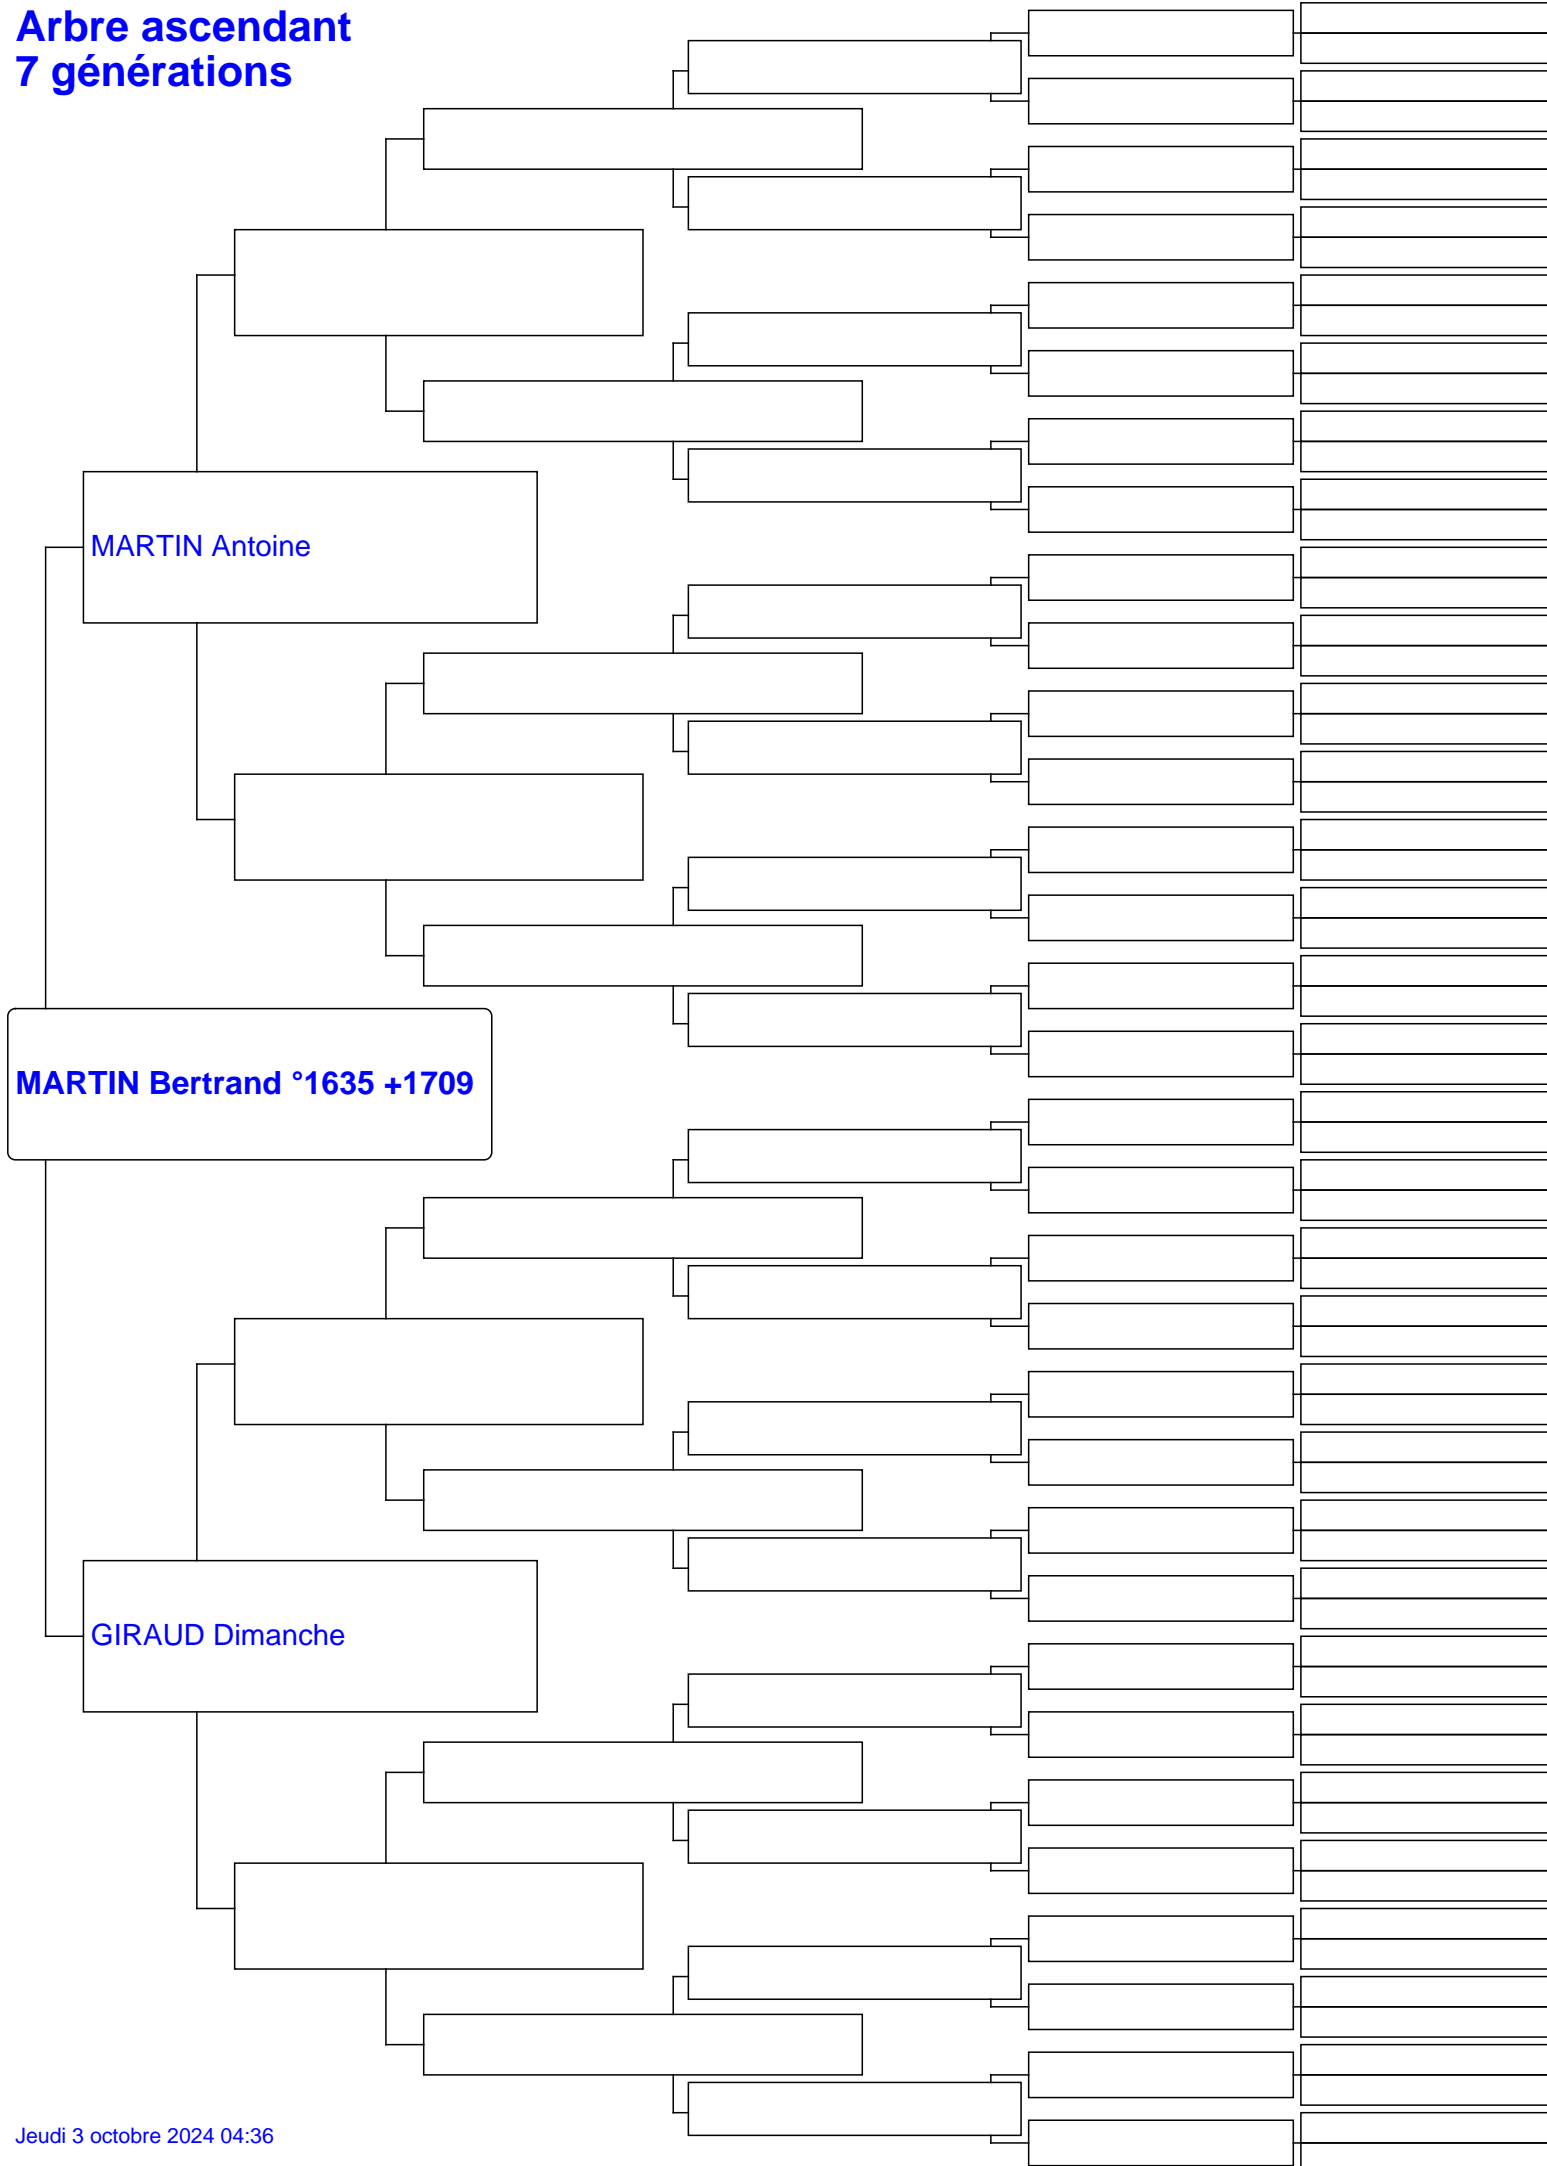 Arbre ascendant
7 générations
MARTIN Antoine
MARTIN Bertrand °1635 +1709
GIRAUD Dimanche
Jeudi 3 octobre 2024 04:36